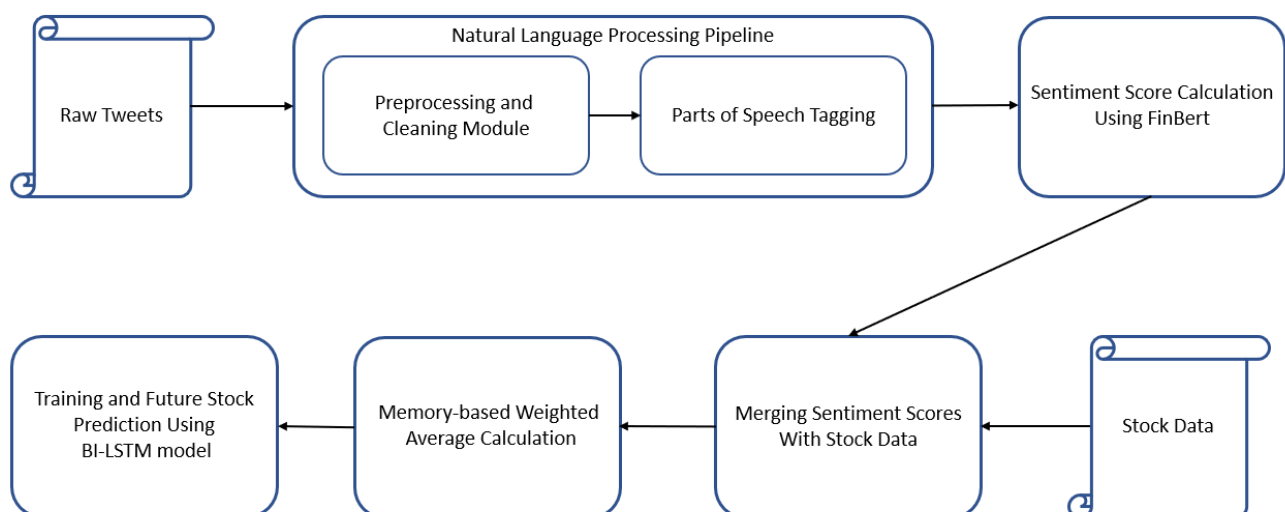 Natural Language Processing Pipeline
Raw Tweets
Preprocessing and
Cleaning Module
Parts of Speech Tagging
Sentiment Score Calculation
Using FinBert
Training and Future Stock
Prediction Using
BI-LSTM model
Memory-based Weighted
Average Calculation
Merging Sentiment Scores
With Stock Data
Stock Data